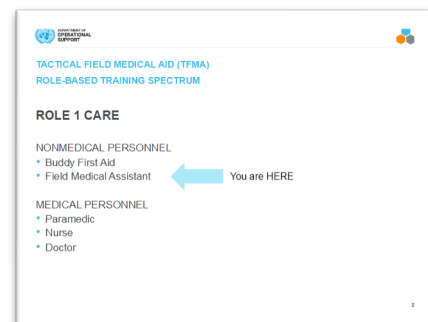 DEPARTMENT OF
OPERATIONAL
SUPPORT
TACTICAL FIELD MEDICAL AID (TFMA)
ROLE-BASED TRAINING SPECTRUM
ROLE 1 CARE
NONMEDICAL PERSONNEL
• Buddy First Aid
• Field Medical Assistant
You are HERE
MEDICAL PERSONNEL
• Paramedic
• Nurse
• Doctor
2